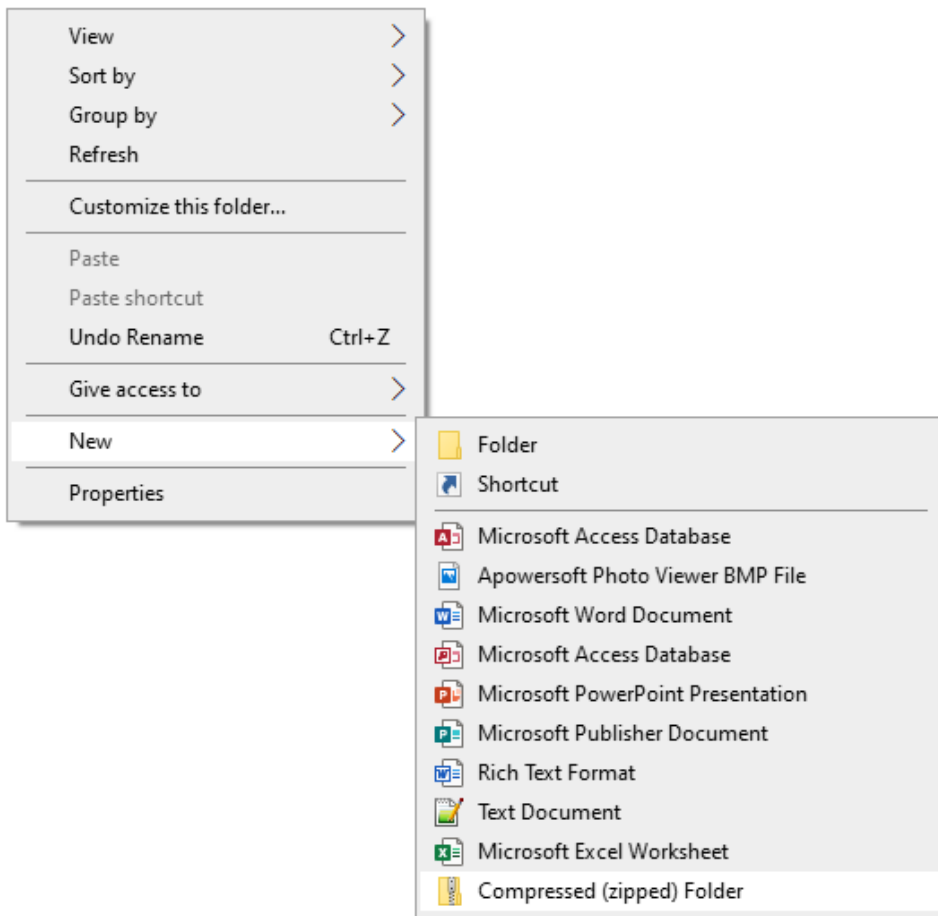 View
Sort by
Group by
Refresh
Customize this folder...
Paste
Paste shortcut
Undo Rename Ctrl+Z
Give access to
New
Properties
Folder
Shortcut
Microsoft Access Database
Apowersoft Photo Viewer BMP File
Microsoft Word Document
Microsoft Access Database
Microsoft PowerPoint Presentation
Microsoft Publisher Document
Rich Text Format
Text Document
Microsoft Excel Worksheet
Compressed (zipped) Folder